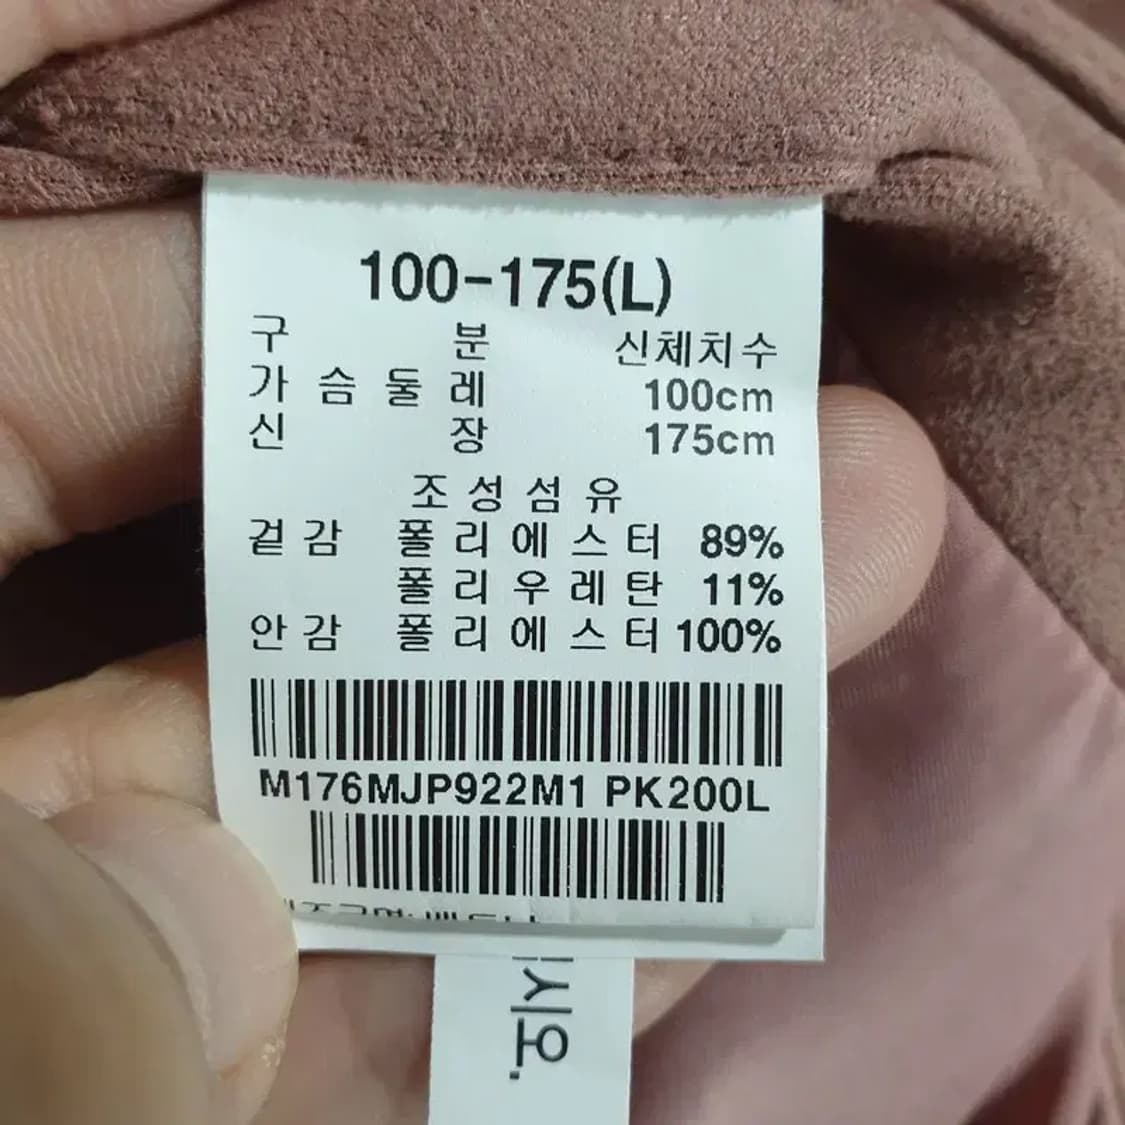 100-175(L)
구 분 신체치수
가 슴 둘 레 100cm
신 장 175cm
조 성 섬 유
겉 감 폴 리 에 스 터 89%
폴 리 우 레 탄 11%
안 감 폴 리 에 스 터 100%
M176MJP922M1 PK200L